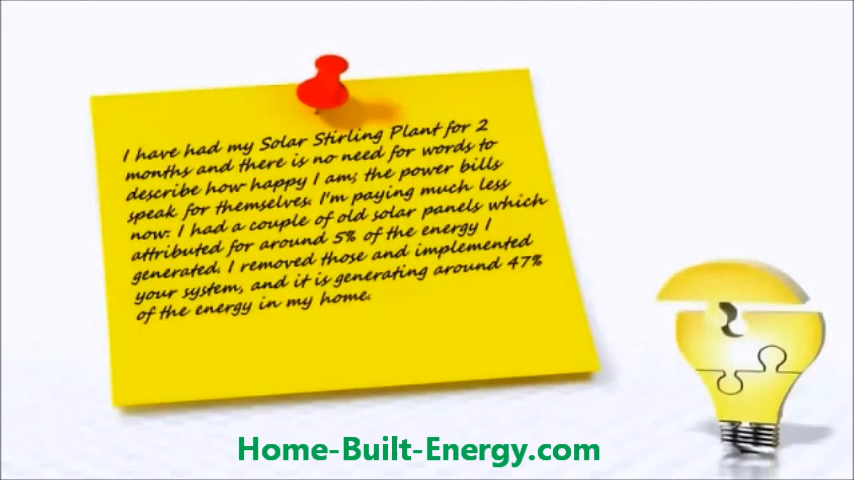 I have had my Solar Stirling Plant for 2
months and there is no need for words to
describe how happy I am; the power bills
speak for themselves. I'm paying much less
now. I had a couple of old solar panels which
attributed for around 5% of the energy I
generated. I removed those and implemented
your system, and it is generating around 47%
of the energy in my home.
Home-Built-Energy.com